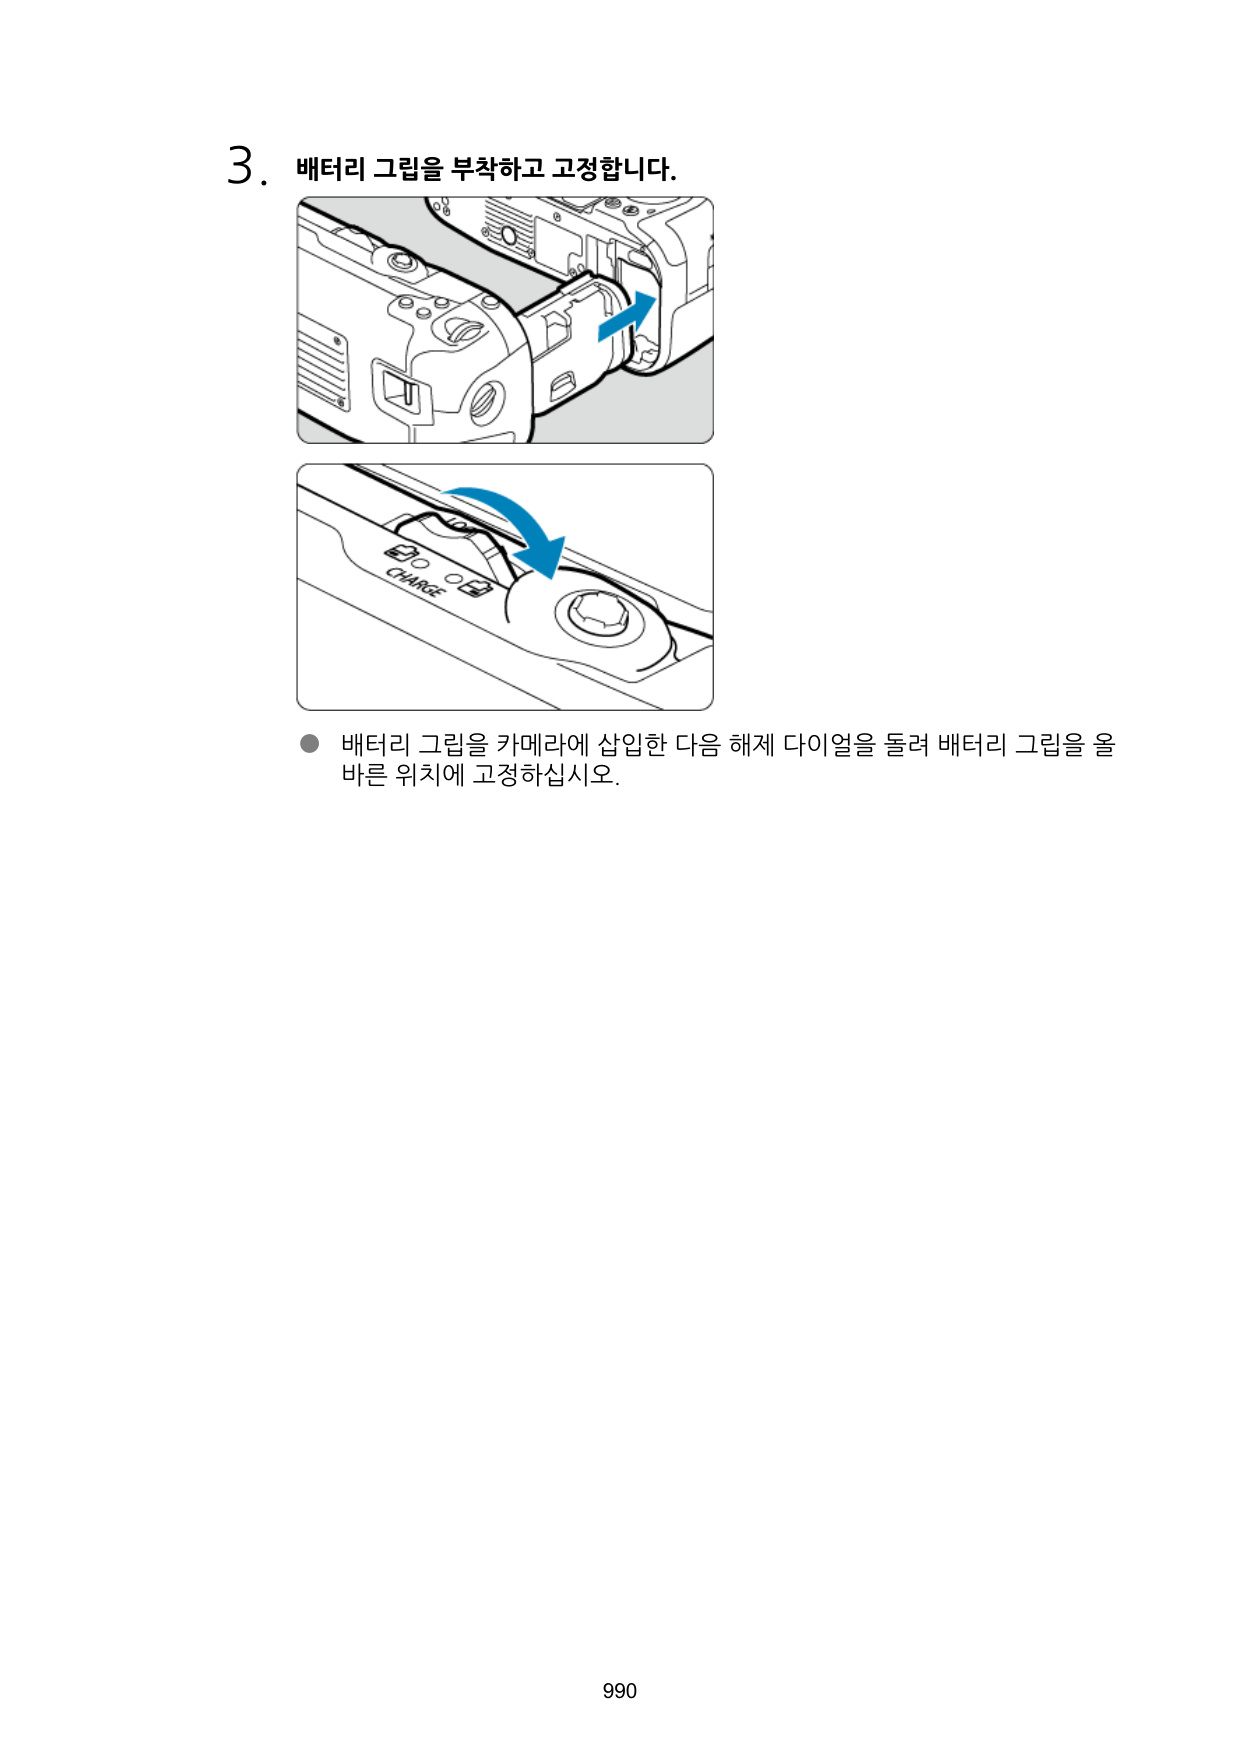 3. 배터리 그립을 부착하고 고정합니다.
CHARGE
● 배터리 그립을 카메라에 삽입한 다음 해제 다이얼을 돌려 배터리 그립을 올
바른 위치에 고정하십시오.
990